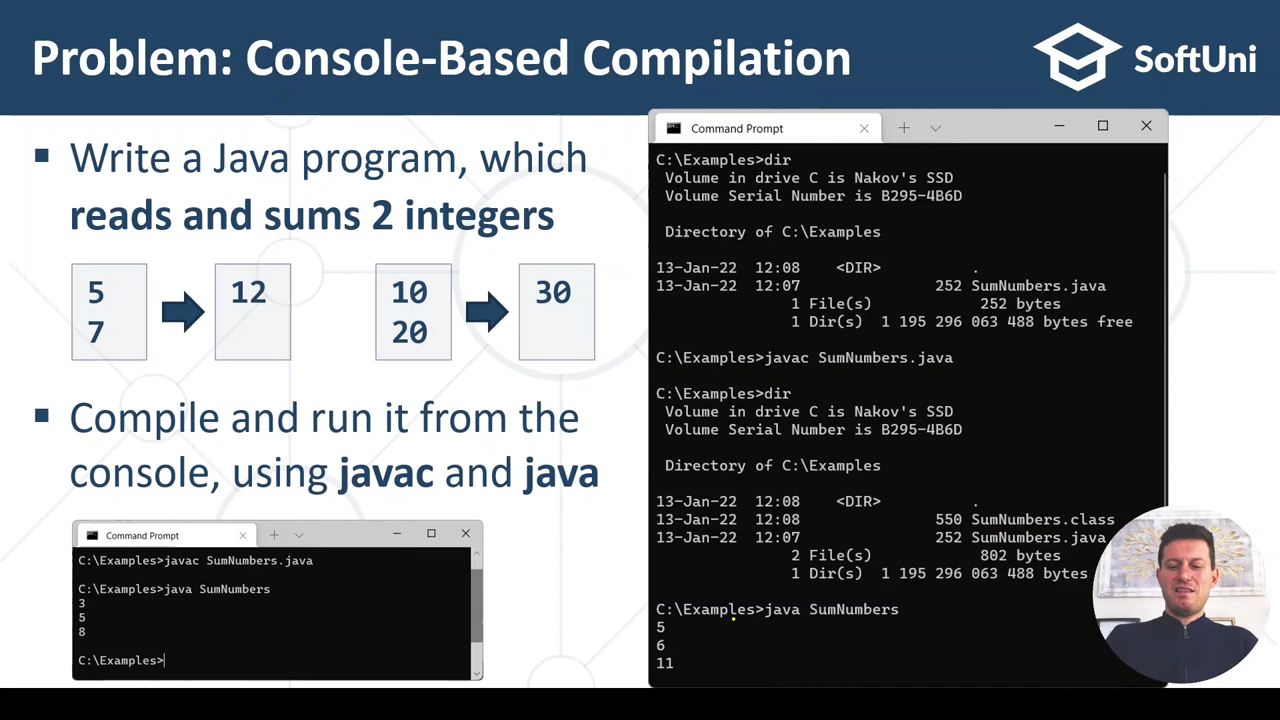 Problem: Console-Based Compilation
SoftUni
▪ Write a Java program, which
reads and sums 2 integers
5
7
12
10
20
30
▪ Compile and run it from the
console, using javac and java
Command Prompt
C:\Examples>javac SumNumbers.java
C:\Examples>java SumNumbers
3
5
8
C:\Examples>
Command Prompt
C:\Examples>dir
Volume in drive C is Nakov's SSD
Volume Serial Number is B295-4B6D
Directory of C:\Examples
13-Jan-22 12:08 <DIR> .
13-Jan-22 12:07 252 SumNumbers.java
1 File(s) 252 bytes
1 Dir(s) 1 195 296 063 488 bytes free
C:\Examples>javac SumNumbers.java
C:\Examples>dir
Volume in drive C is Nakov's SSD
Volume Serial Number is B295-4B6D
Directory of C:\Examples
13-Jan-22 12:08 <DIR> .
13-Jan-22 12:08 550 SumNumbers.class
13-Jan-22 12:07 252 SumNumbers.java
2 File(s) 802 bytes
1 Dir(s) 1 195 296 063 488 bytes
C:\Examples>java SumNumbers
5
6
11